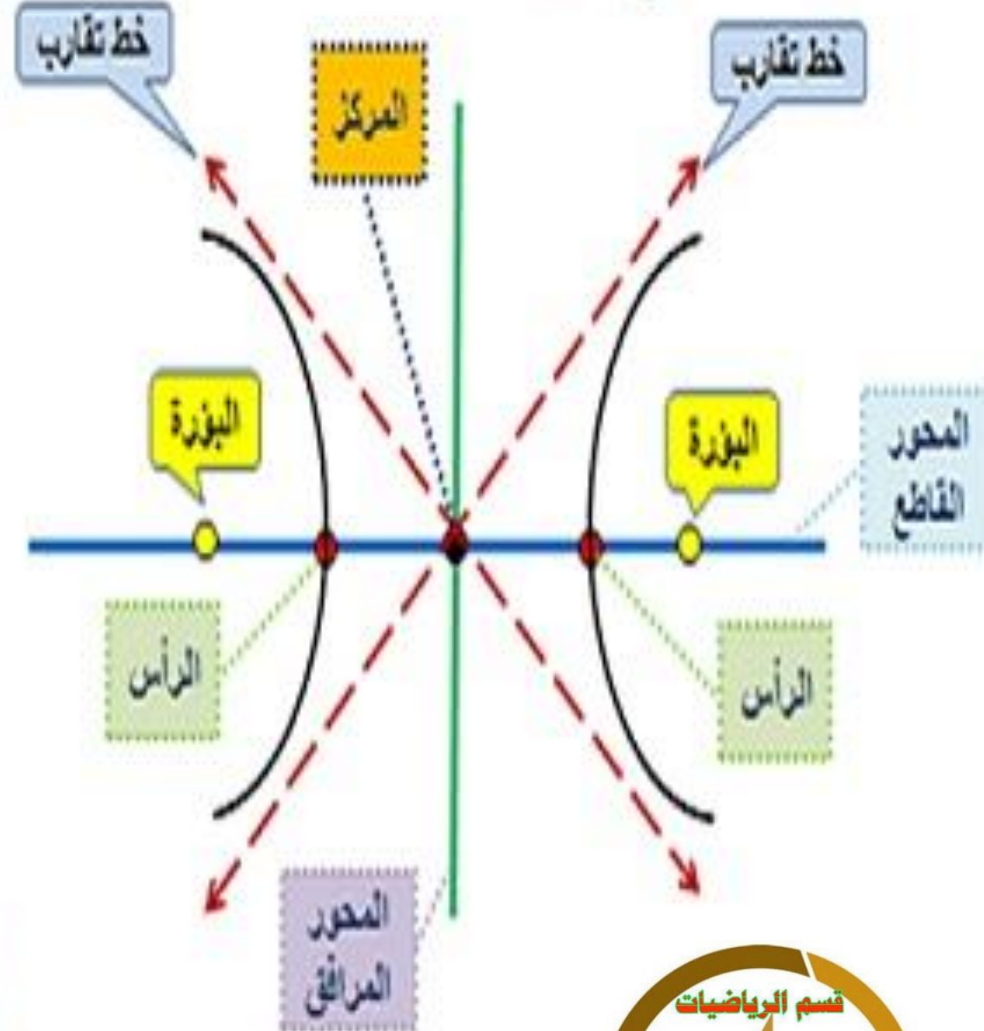 خط تقارب
خط تقارب
المركز
البؤرة
البؤرة
المحور
القاطع
الرأس
الرأس
المحور
المرافق
قسم الرياضيات